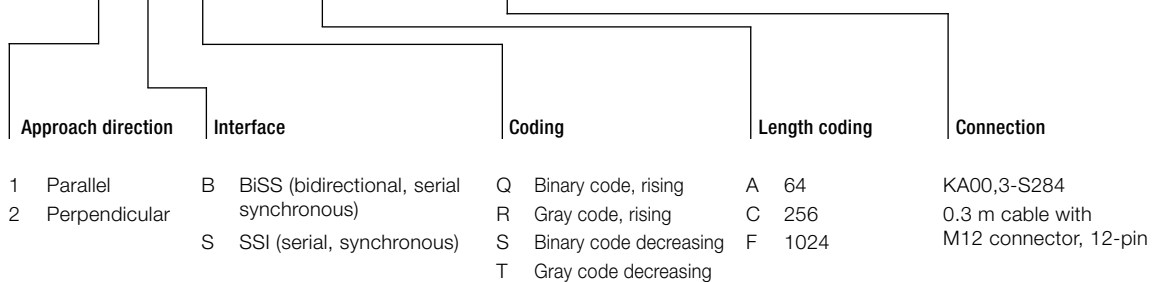 Approach direction
1 Parallel
2 Perpendicular
Interface
B BiSS (bidirectional, serial
synchronous)
S SSI (serial, synchronous)
Coding
Q Binary code, rising
R Gray code, rising
S Binary code decreasing
T Gray code decreasing
Length coding
A 64
C 256
F 1024
Connection
KA00,3-S284
0.3 m cable with
M12 connector, 12-pin